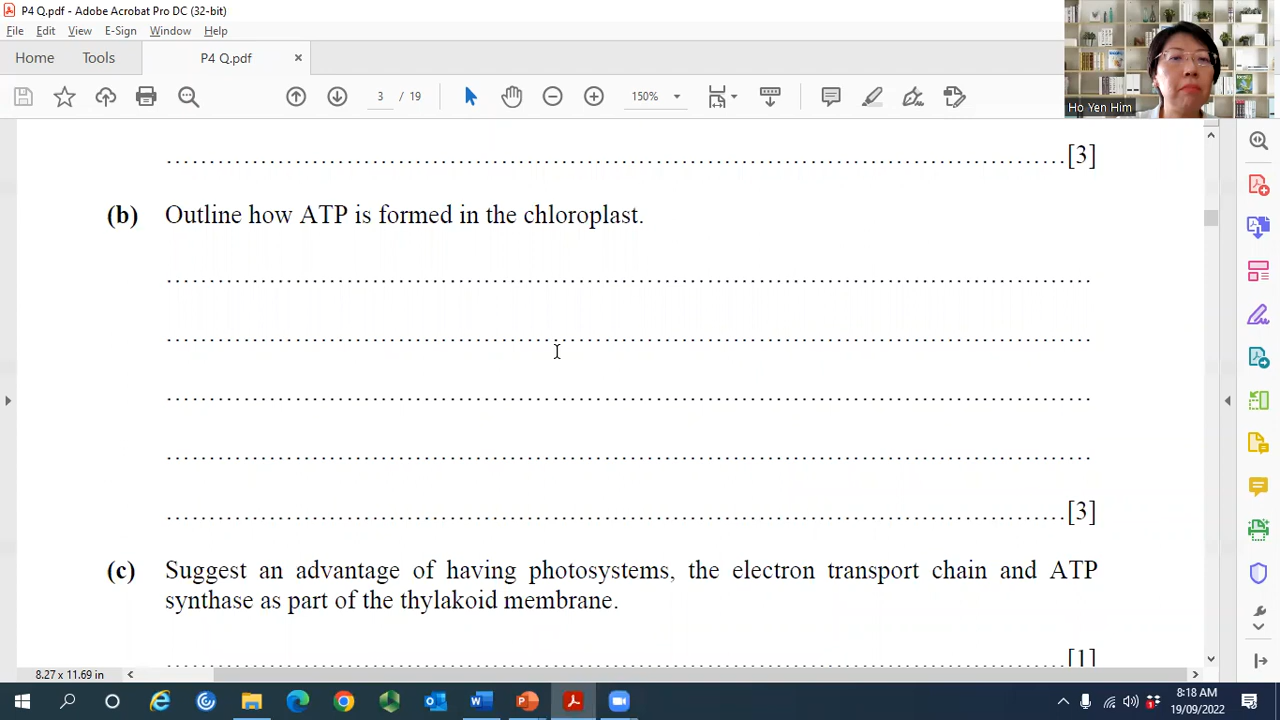 P4 Q.pdf - Adobe Acrobat Pro DC (32-bit)
File Edit View E-Sign Window Help
Home Tools P4 Q.pdf ×
3 / 19 150%
Ho Yen Him
[3]
(b) Outline how ATP is formed in the chloroplast.
[3]
(c) Suggest an advantage of having photosystems, the electron transport chain and ATP
synthase as part of the thylakoid membrane.
[1]
8.27 x 11.69 in
8:18 AM
19/09/2022